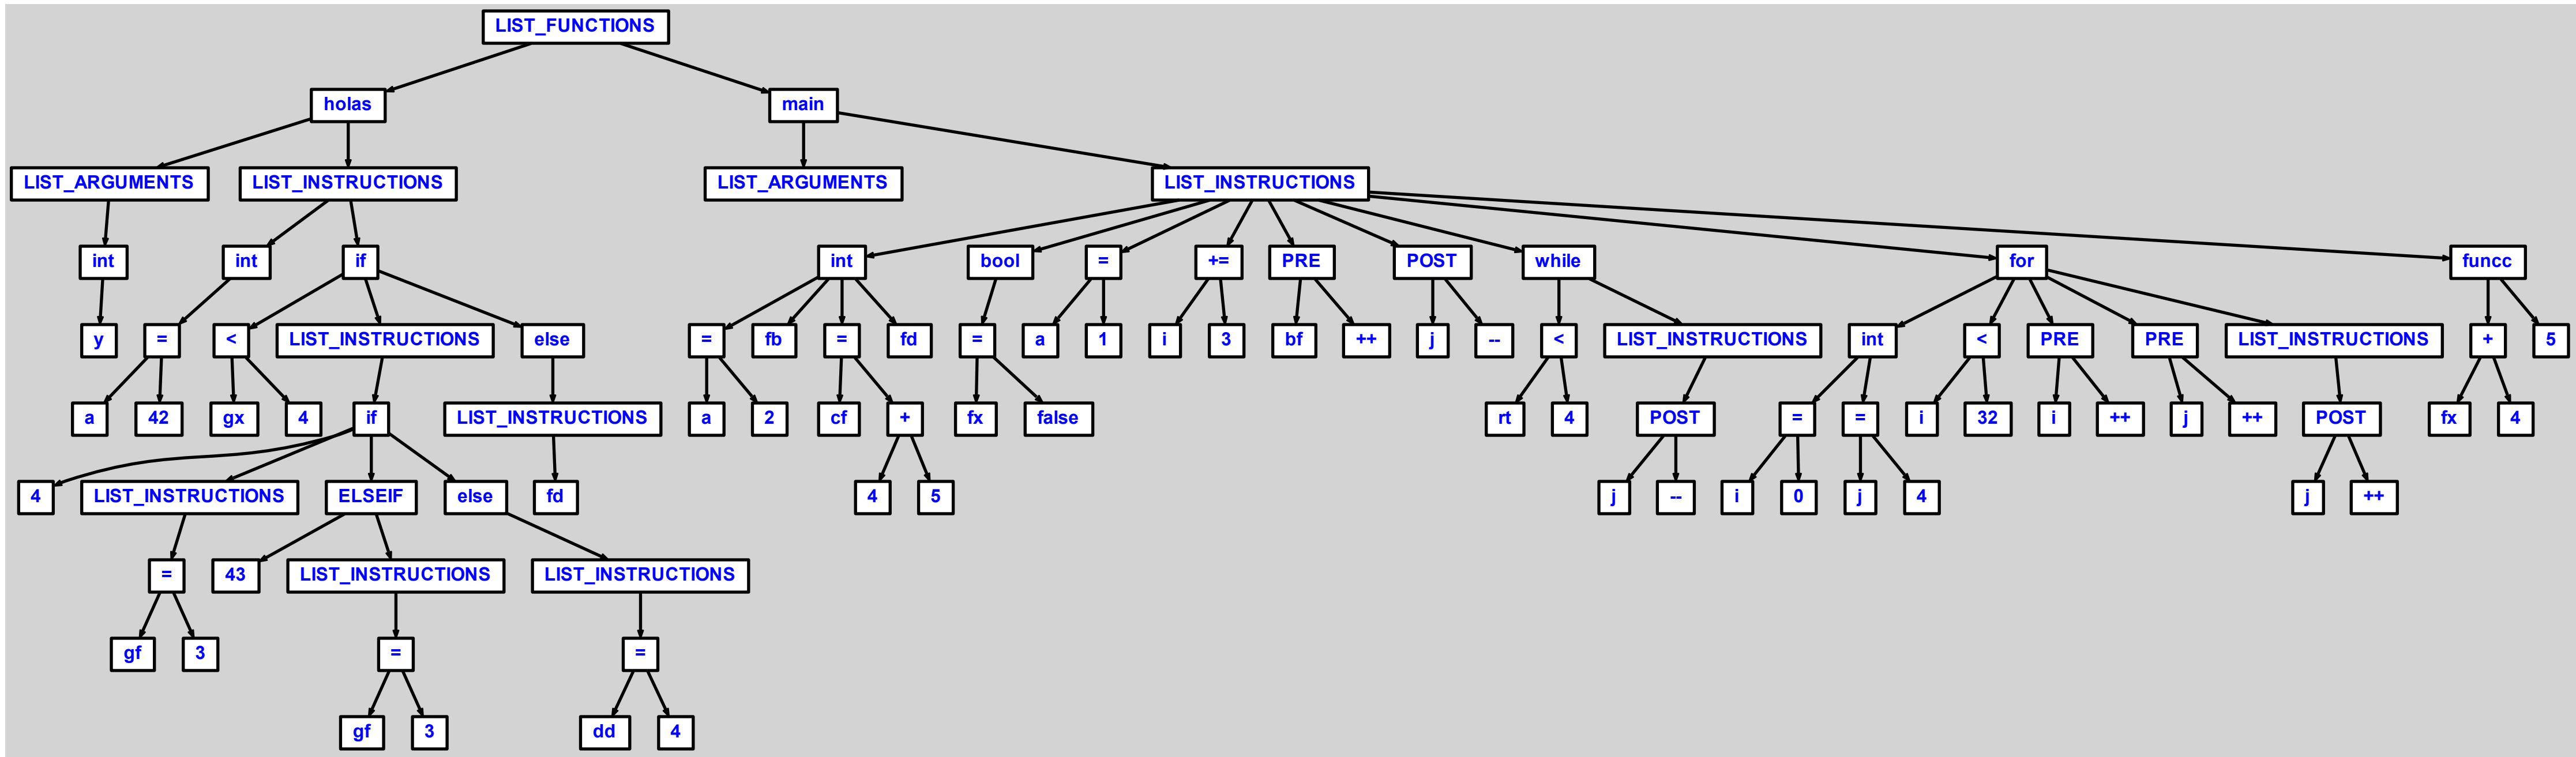 LIST_FUNCTIONS
holas main
LIST_ARGUMENTS LIST_INSTRUCTIONS LIST_ARGUMENTS LIST_INSTRUCTIONS
int int if int bool = += PRE POST while for funcc
y = < LIST_INSTRUCTIONS else = fb = fd = a 1 i 3 bf ++ j -- < LIST_INSTRUCTIONS int < PRE PRE LIST_INSTRUCTIONS + 5
a 42 gx 4 if LIST_INSTRUCTIONS a 2 cf + fx false rt 4 POST = = i 32 i ++ j ++ POST fx 4
4 LIST_INSTRUCTIONS ELSEIF else fd 4 5 j -- i 0 j 4 j ++
= 43 LIST_INSTRUCTIONS LIST_INSTRUCTIONS
gf 3 = =
gf 3 dd 4